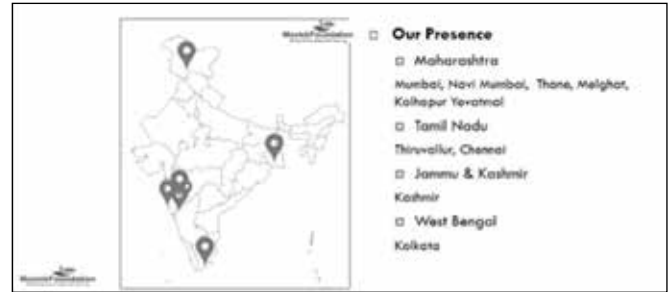 Our Presence
Maharashtra
Mumbai, Navi Mumbai, Thane, Melghat,
Kolhapur Yavatmal
Tamil Nadu
Thiruvallur, Chennai
Jammu & Kashmir
Kashmir
West Bengal
Kolkata